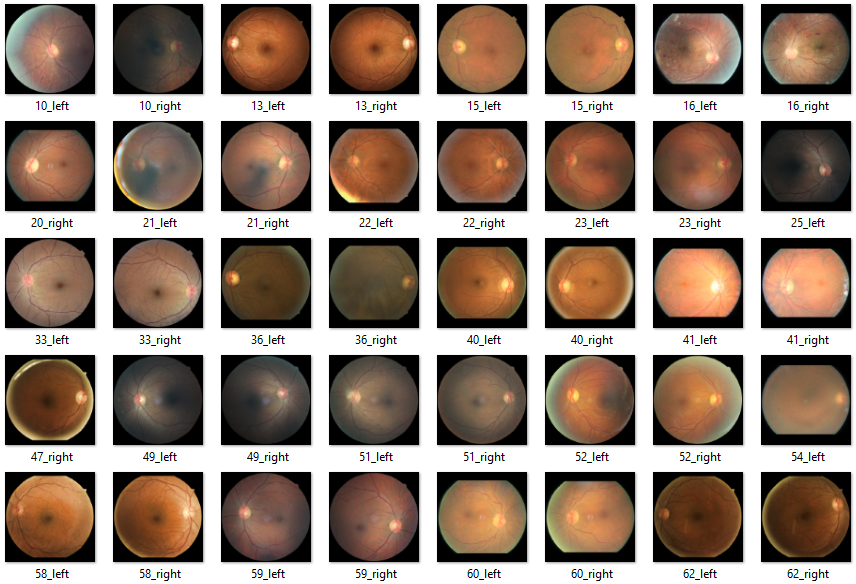 10_left 10_right 13_left 13_right 15_left 15_right 16_left 16_right
20_right 21_left 21_right 22_left 22_right 23_left 23_right 25_left
33_left 33_right 36_left 36_right 40_left 40_right 41_left 41_right
47_right 49_left 49_right 51_left 51_right 52_left 52_right 54_left
58_left 58_right 59_left 59_right 60_left 60_right 62_left 62_right